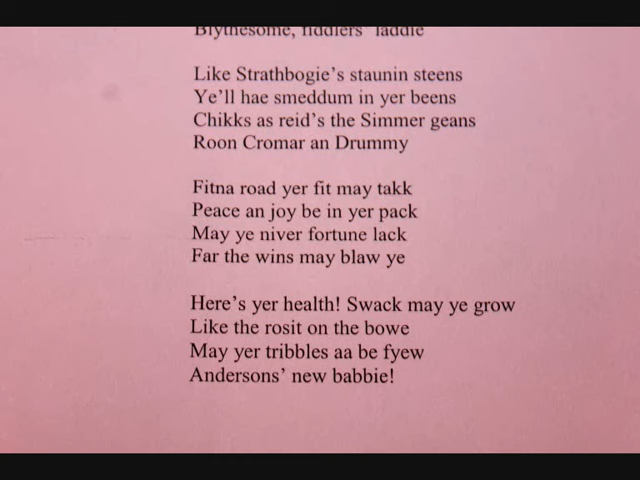 Blythesome, fiddlers' laddie
Like Strathbogie's staunin steens
Ye'll hae smeddum in yer beens
Chikks as reid's the Simmer geans
Roon Cromar an Drummy
Fitna road yer fit may takk
Peace an joy be in yer pack
May ye niver fortune lack
Far the wins may blaw ye
Here's yer health! Swack may ye grow
Like the rosit on the bowe
May yer tribbles aa be fyew
Andersons' new babbie!